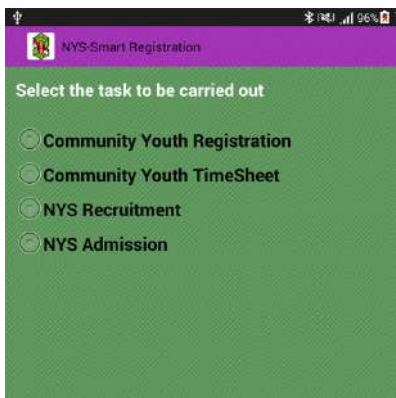 96%
NYS-Smart Registration
Select the task to be carried out
Community Youth Registration
Community Youth TimeSheet
NYS Recruitment
NYS Admission